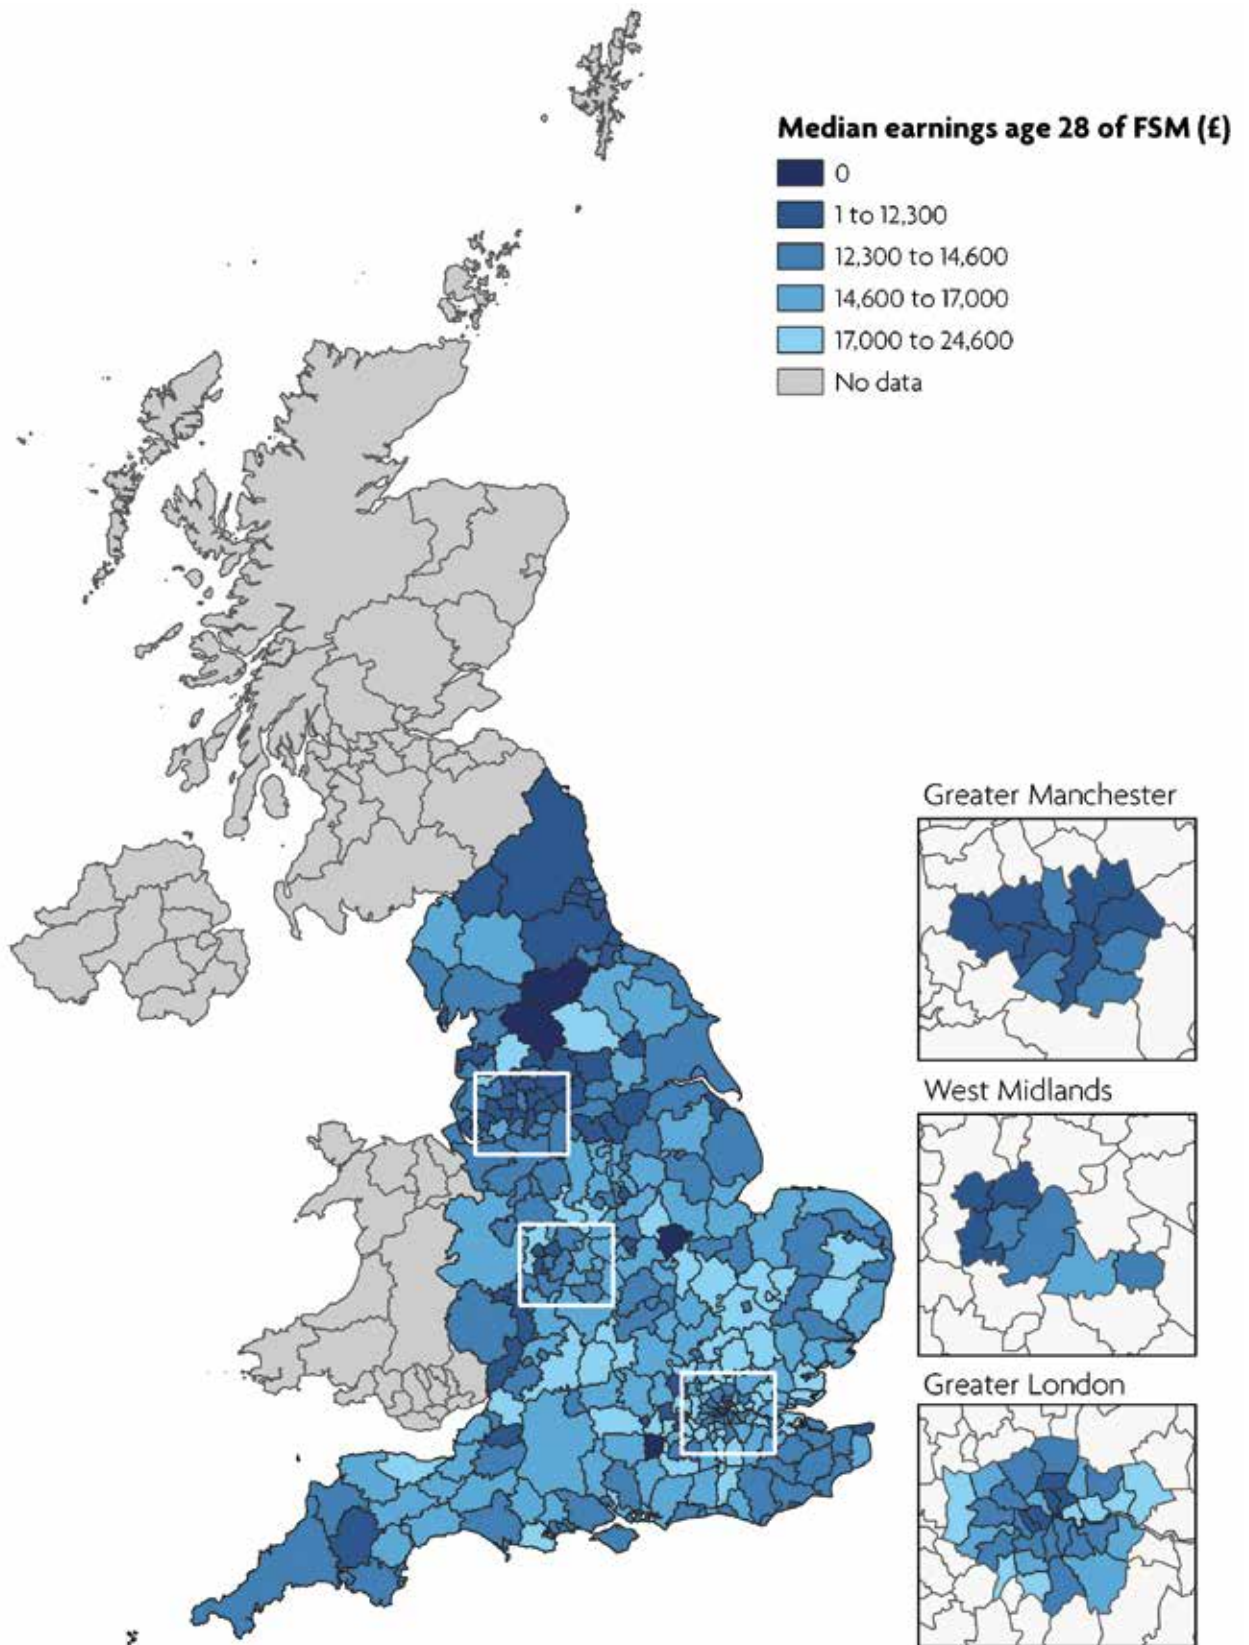 Median earnings age 28 of FSM (£)
0
1 to 12,300
12,300 to 14,600
14,600 to 17,000
17,000 to 24,600
No data
Greater Manchester
West Midlands
Greater London